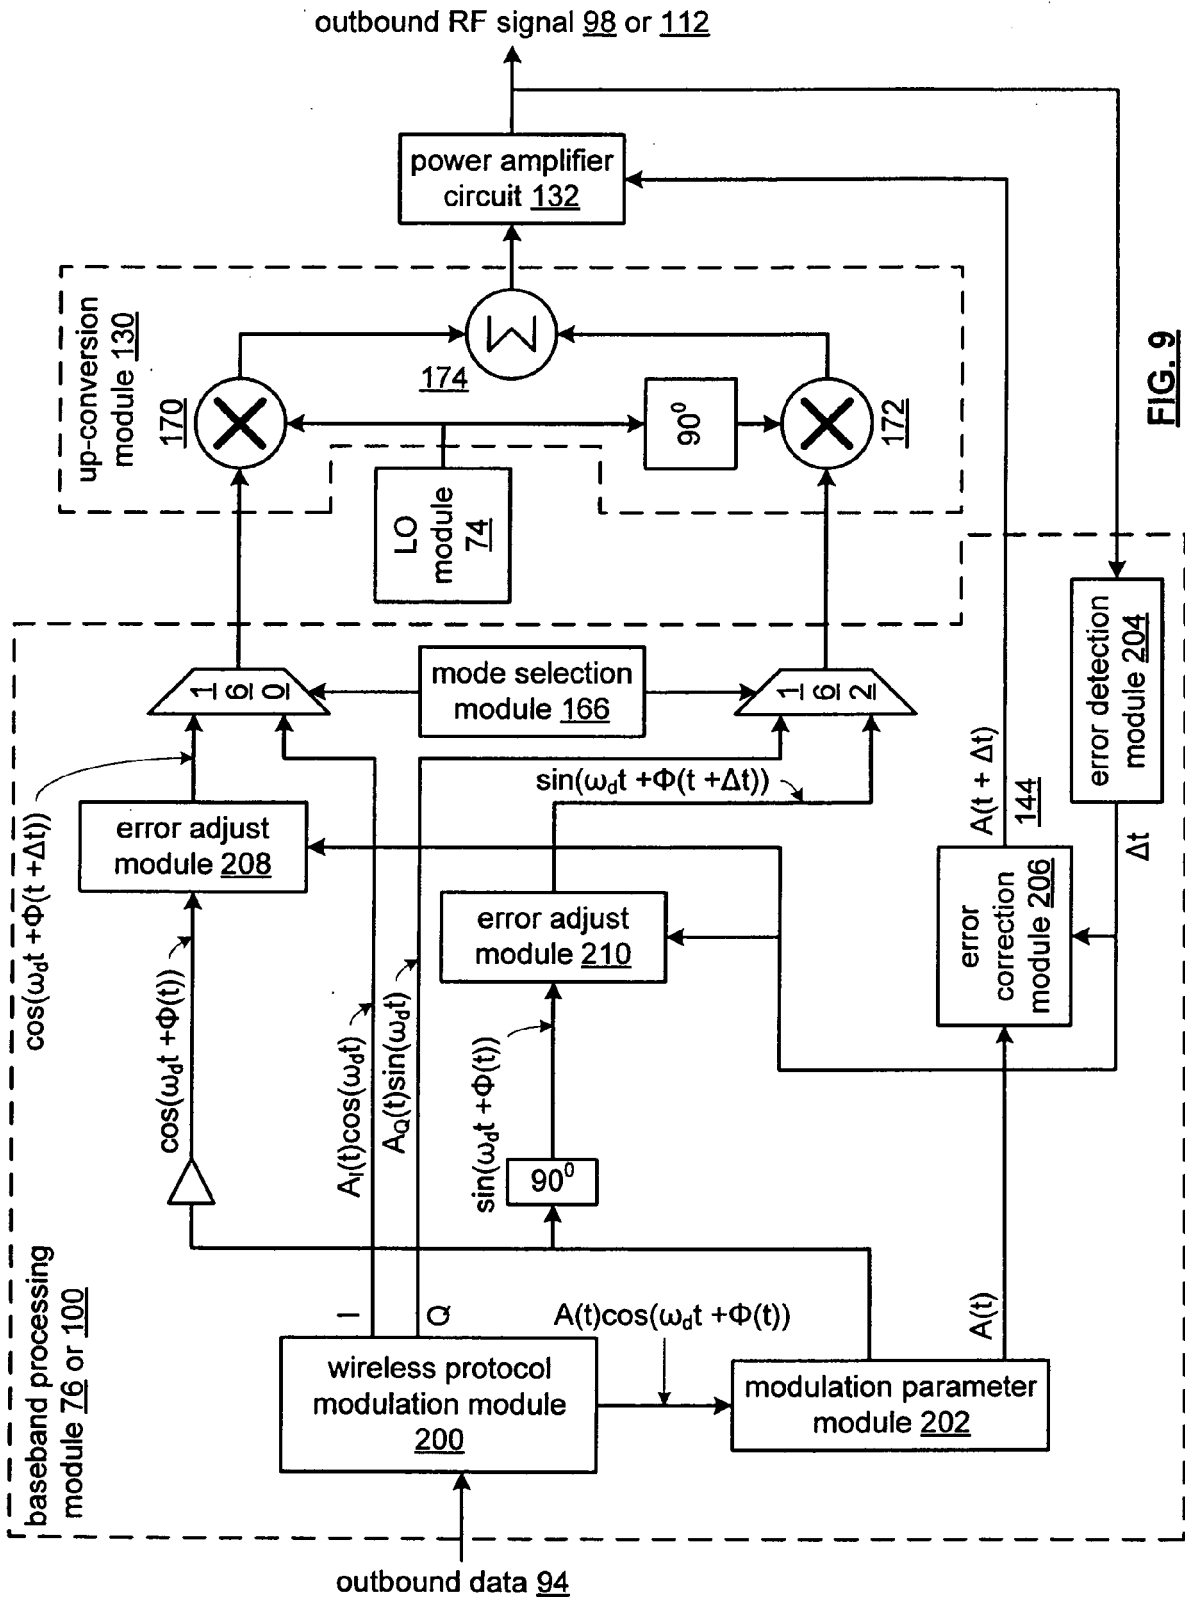 outbound RF signal 98 or 112
power amplifier
circuit 132
up-conversion
module 130
170
174
Σ
LO
module
74
90⁰
172
FIG. 9
1
6
0
mode selection
module 166
1
6
2
cos(ω_dt +Φ(t +Δt))
error adjust
module 208
sin(ω_dt +Φ(t +Δt))
A(t + Δt)
144
error detection
module 204
Δt
cos(ω_dt +Φ(t))
A_I(t)cos(ω_dt)
A_Q(t)sin(ω_dt)
error adjust
module 210
sin(ω_dt +Φ(t))
error
correction
module 206
90⁰
baseband processing
module 76 or 100
I
Q
A(t)cos(ω_dt +Φ(t))
A(t)
wireless protocol
modulation module
200
modulation parameter
module 202
outbound data 94